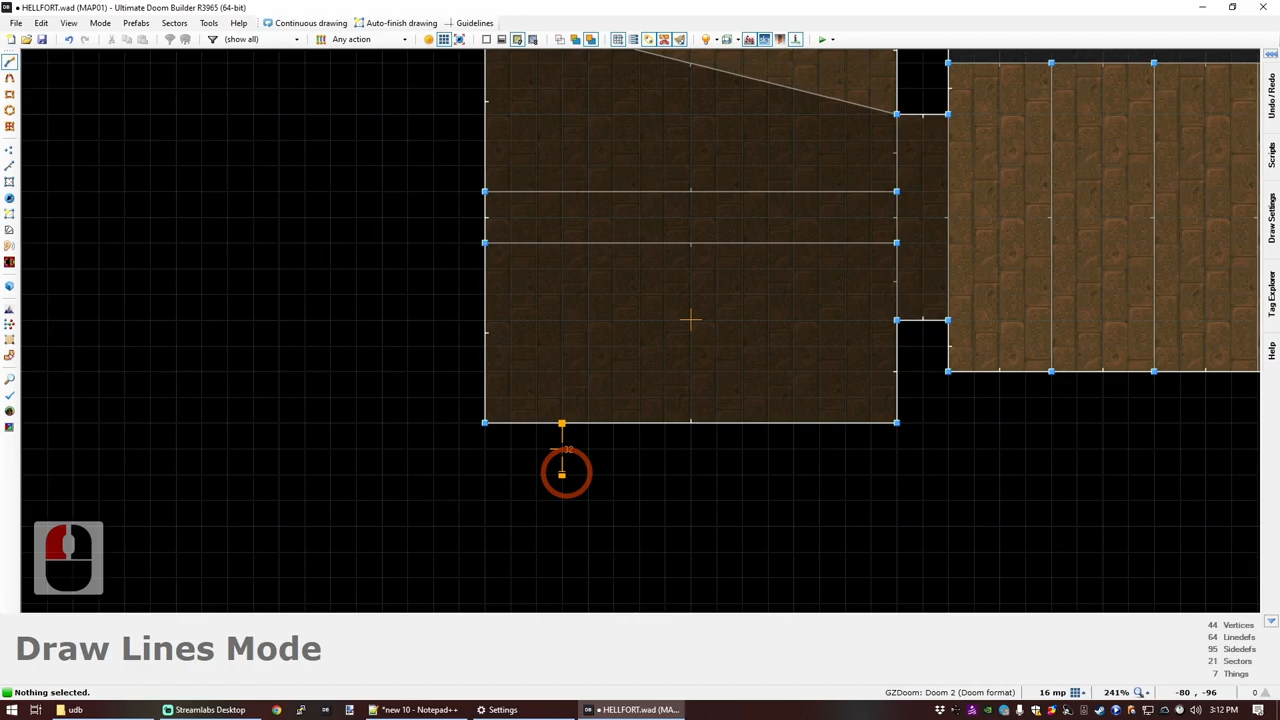 ● HELLFORT.wad (MAP01) - Ultimate Doom Builder R3965 (64-bit)
File Edit View Mode Prefabs Sectors Tools Help Continuous drawing Auto-finish drawing Guidelines
(show all) Any action
Undo / Redo
Scripts
Draw Settings
Tag Explorer
Help
32
Draw Lines Mode
44 Vertices
64 Linedefs
95 Sidedefs
21 Sectors
7 Things
Nothing selected.
GZDoom: Doom 2 (Doom format) 16 mp 241% -80 , -96 0
udb Streamlabs Desktop *new 10 - Notepad++ Settings ● HELLFORT.wad (MA... 3:12 PM